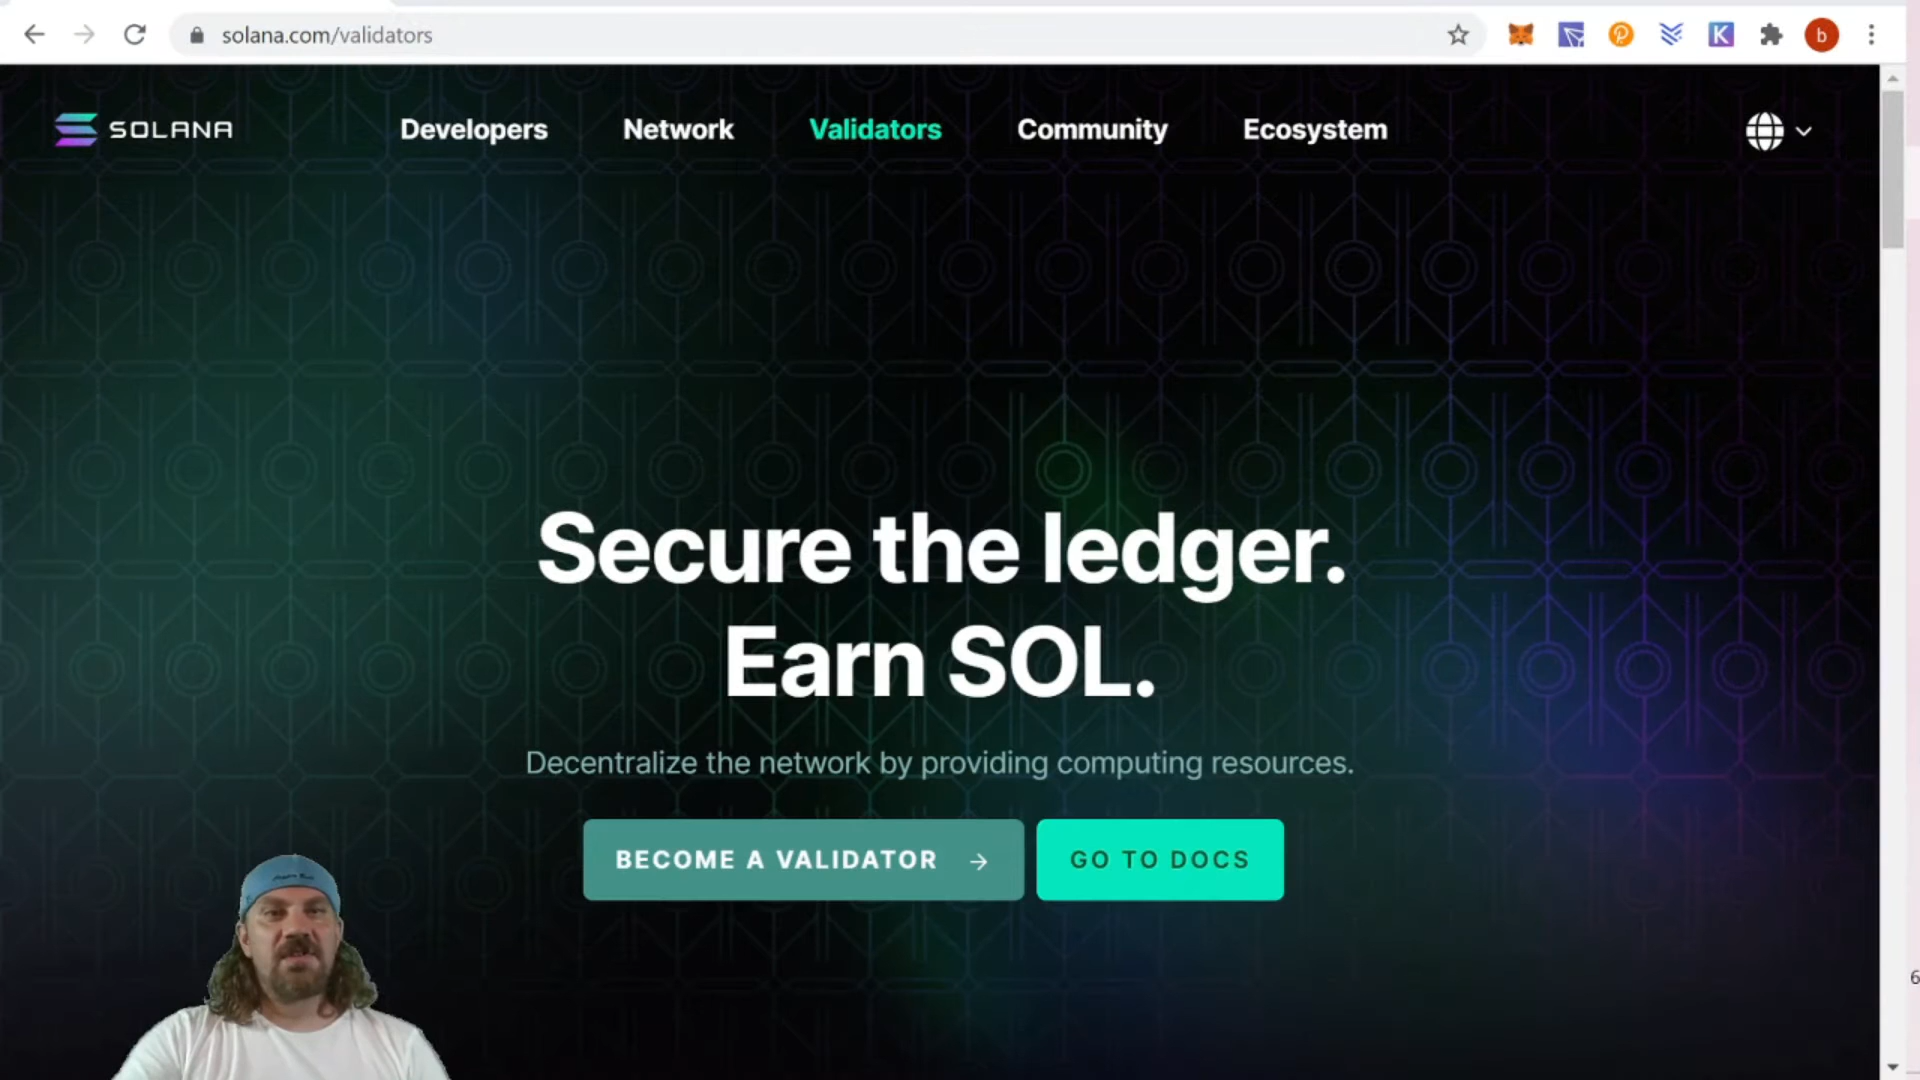 solana.com/validators
K
b
SOLANA
Developers
Network
Validators
Community
Ecosystem
Secure the ledger.
Earn SOL.
Decentralize the network by providing computing resources.
BECOME A VALIDATOR →
GO TO DOCS
6